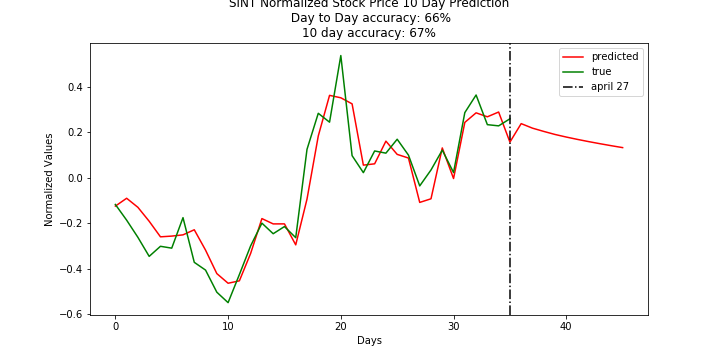 SINT Normalized Stock Price 10 Day Prediction
Day to Day accuracy: 66%
10 day accuracy: 67%
predicted
true
april 27
Normalized Values
0.4
0.2
0.0
−0.2
−0.4
−0.6
0
10
20
30
40
Days